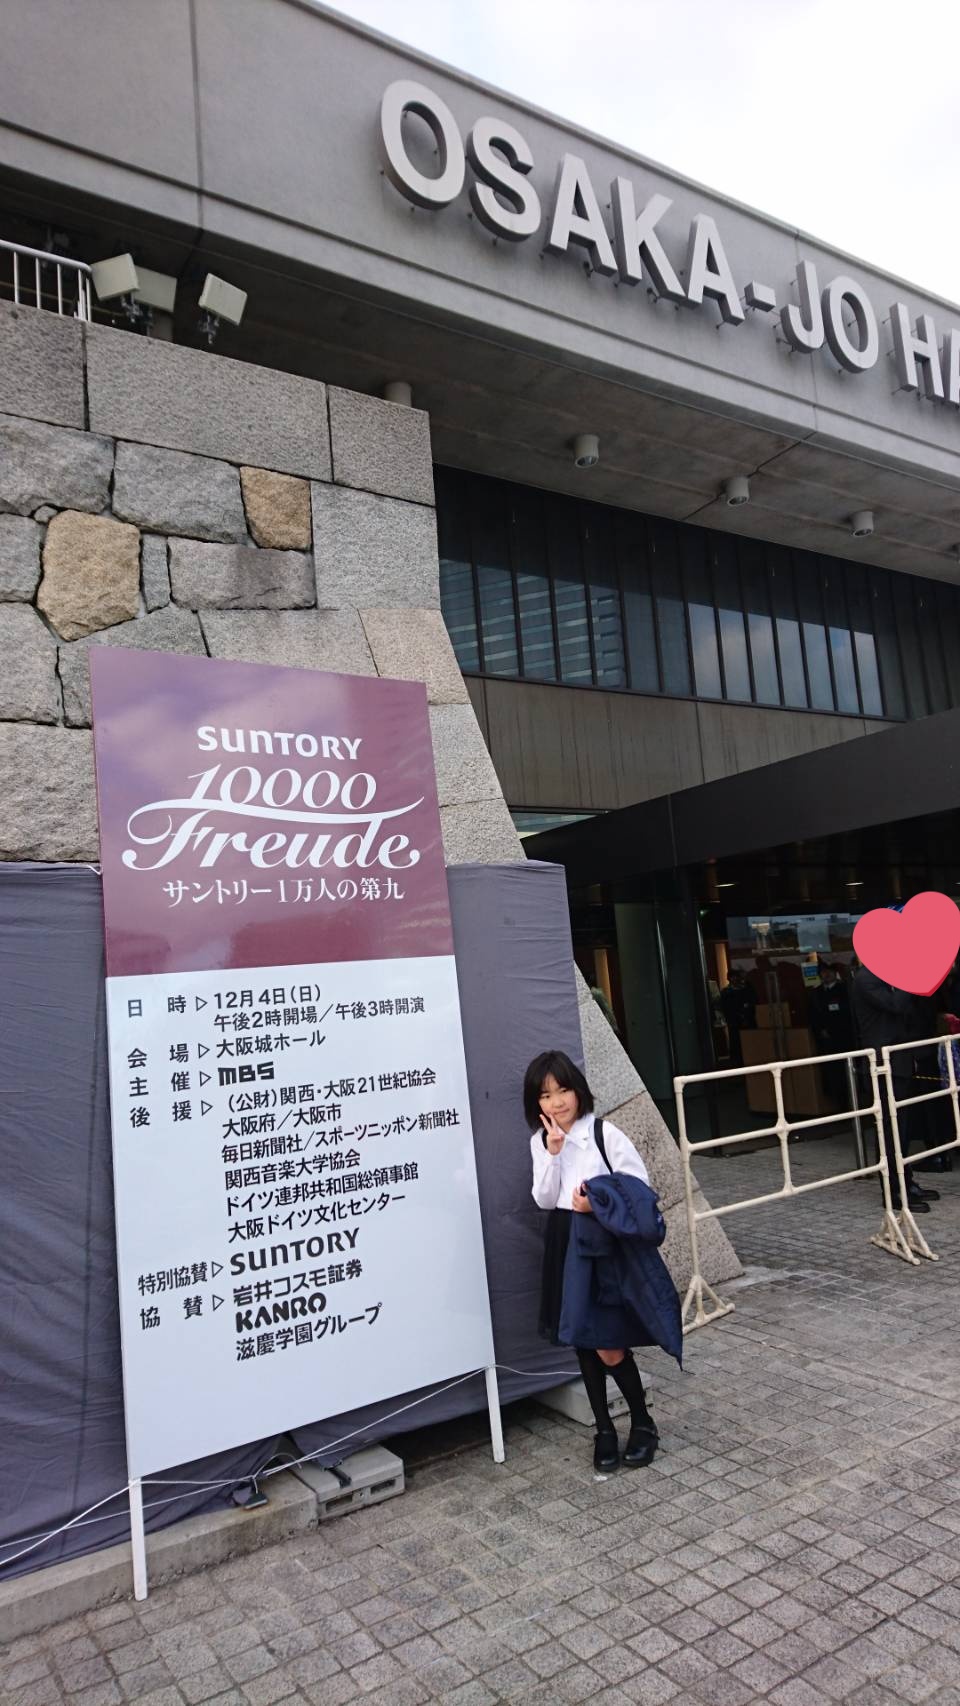 OSAKA-JO HA
SUNTORY
10000
Freude
サントリー1万人の第九
日 時 ▷ 12月4日(日)
午後2時開場／午後3時開演
会 場 ▷ 大阪城ホール
主 催 ▷ MBS
後 援 ▷ (公財)関西・大阪21世紀協会
大阪府／大阪市
毎日新聞社／スポーツニッポン新聞社
関西音楽大学協会
ドイツ連邦共和国総領事館
大阪ドイツ文化センター
特別協賛 ▷ SUNTORY
協 賛 ▷ 岩井コスモ証券
KANRO
滋慶学園グループ